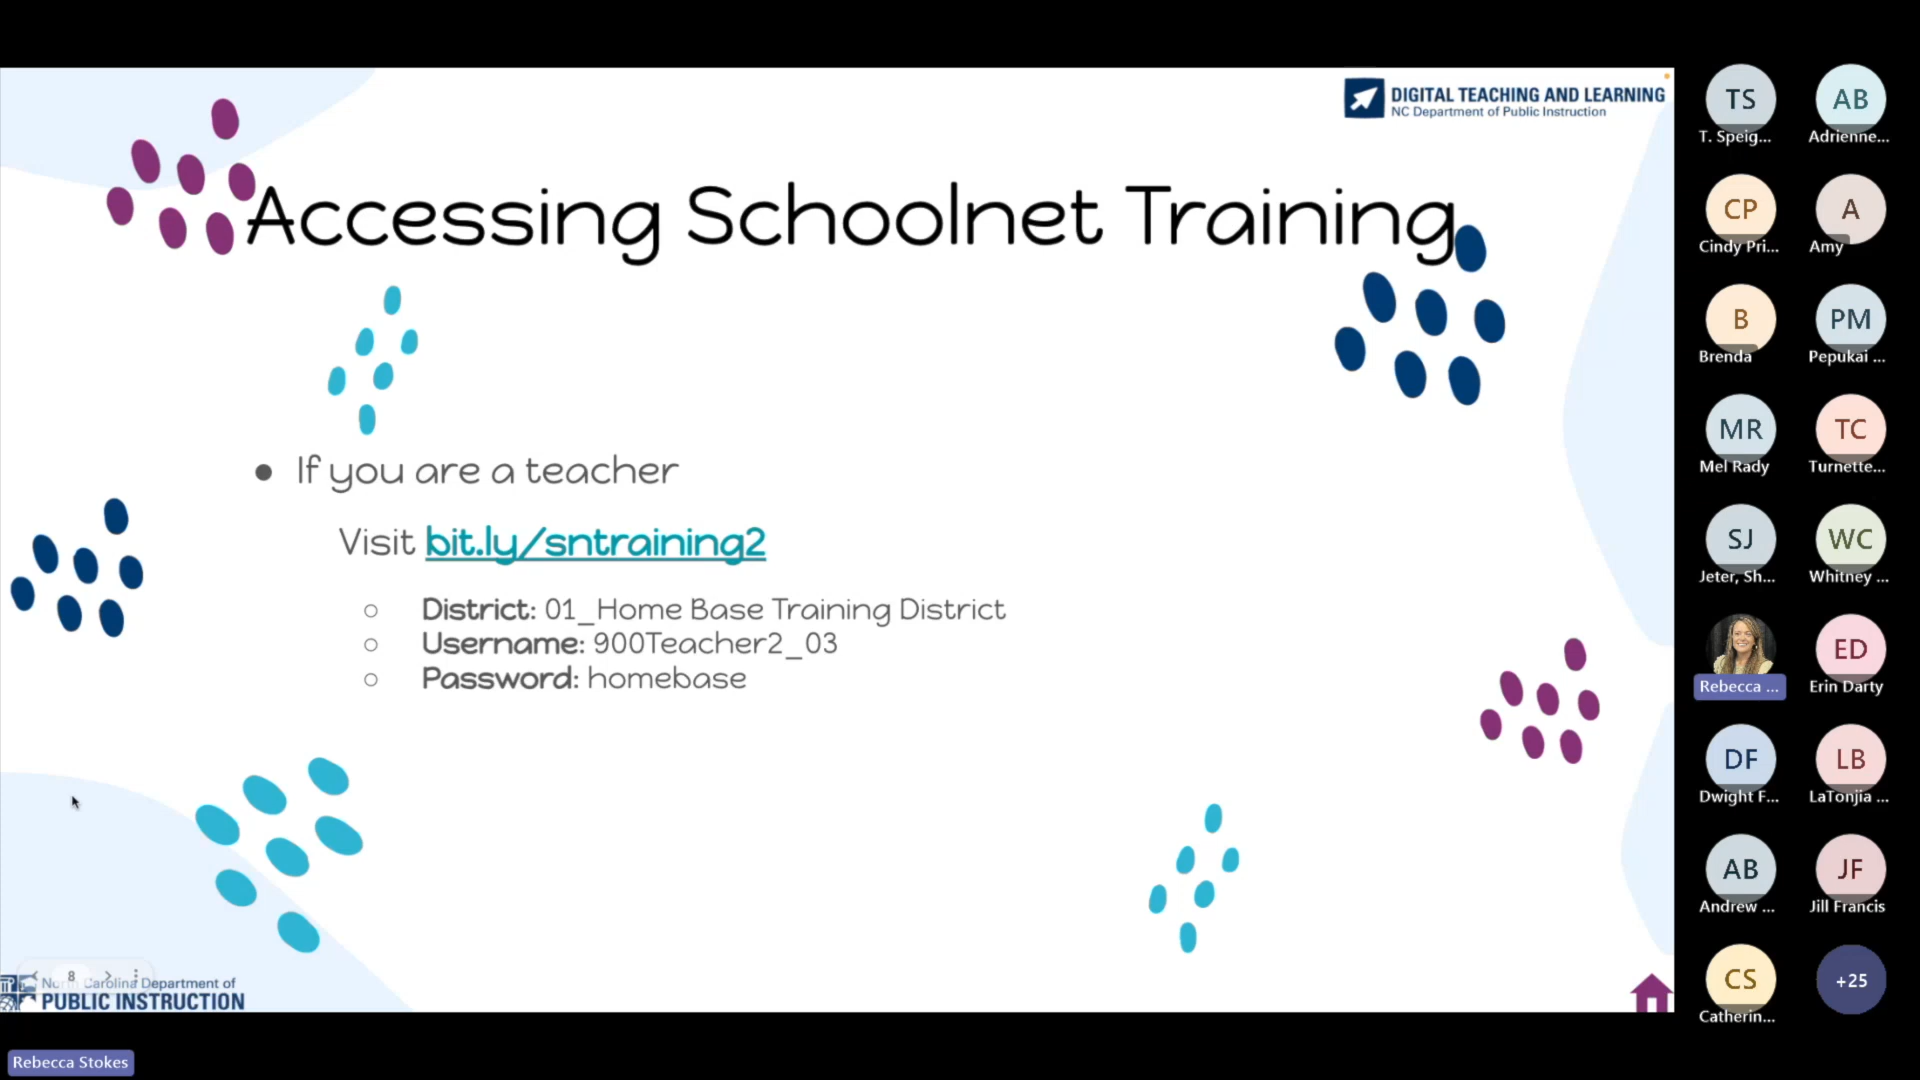 DIGITAL TEACHING AND LEARNING
NC Department of Public Instruction
Accessing Schoolnet Training
● If you are a teacher
Visit bit.ly/sntraining2
○ District: 01_Home Base Training District
○ Username: 900Teacher2_03
○ Password: homebase
8
North Carolina Department of
PUBLIC INSTRUCTION
Rebecca Stokes
TS
T. Speig...
AB
Adrienne...
CP
Cindy Pri...
A
Amy
B
Brenda
PM
Pepukai ...
MR
Mel Rady
TC
Turnette...
SJ
Jeter, Sh...
WC
Whitney ...
Rebecca ...
ED
Erin Darty
DF
Dwight F...
LB
LaTonjia ...
AB
Andrew ...
JF
Jill Francis
CS
Catherin...
+25